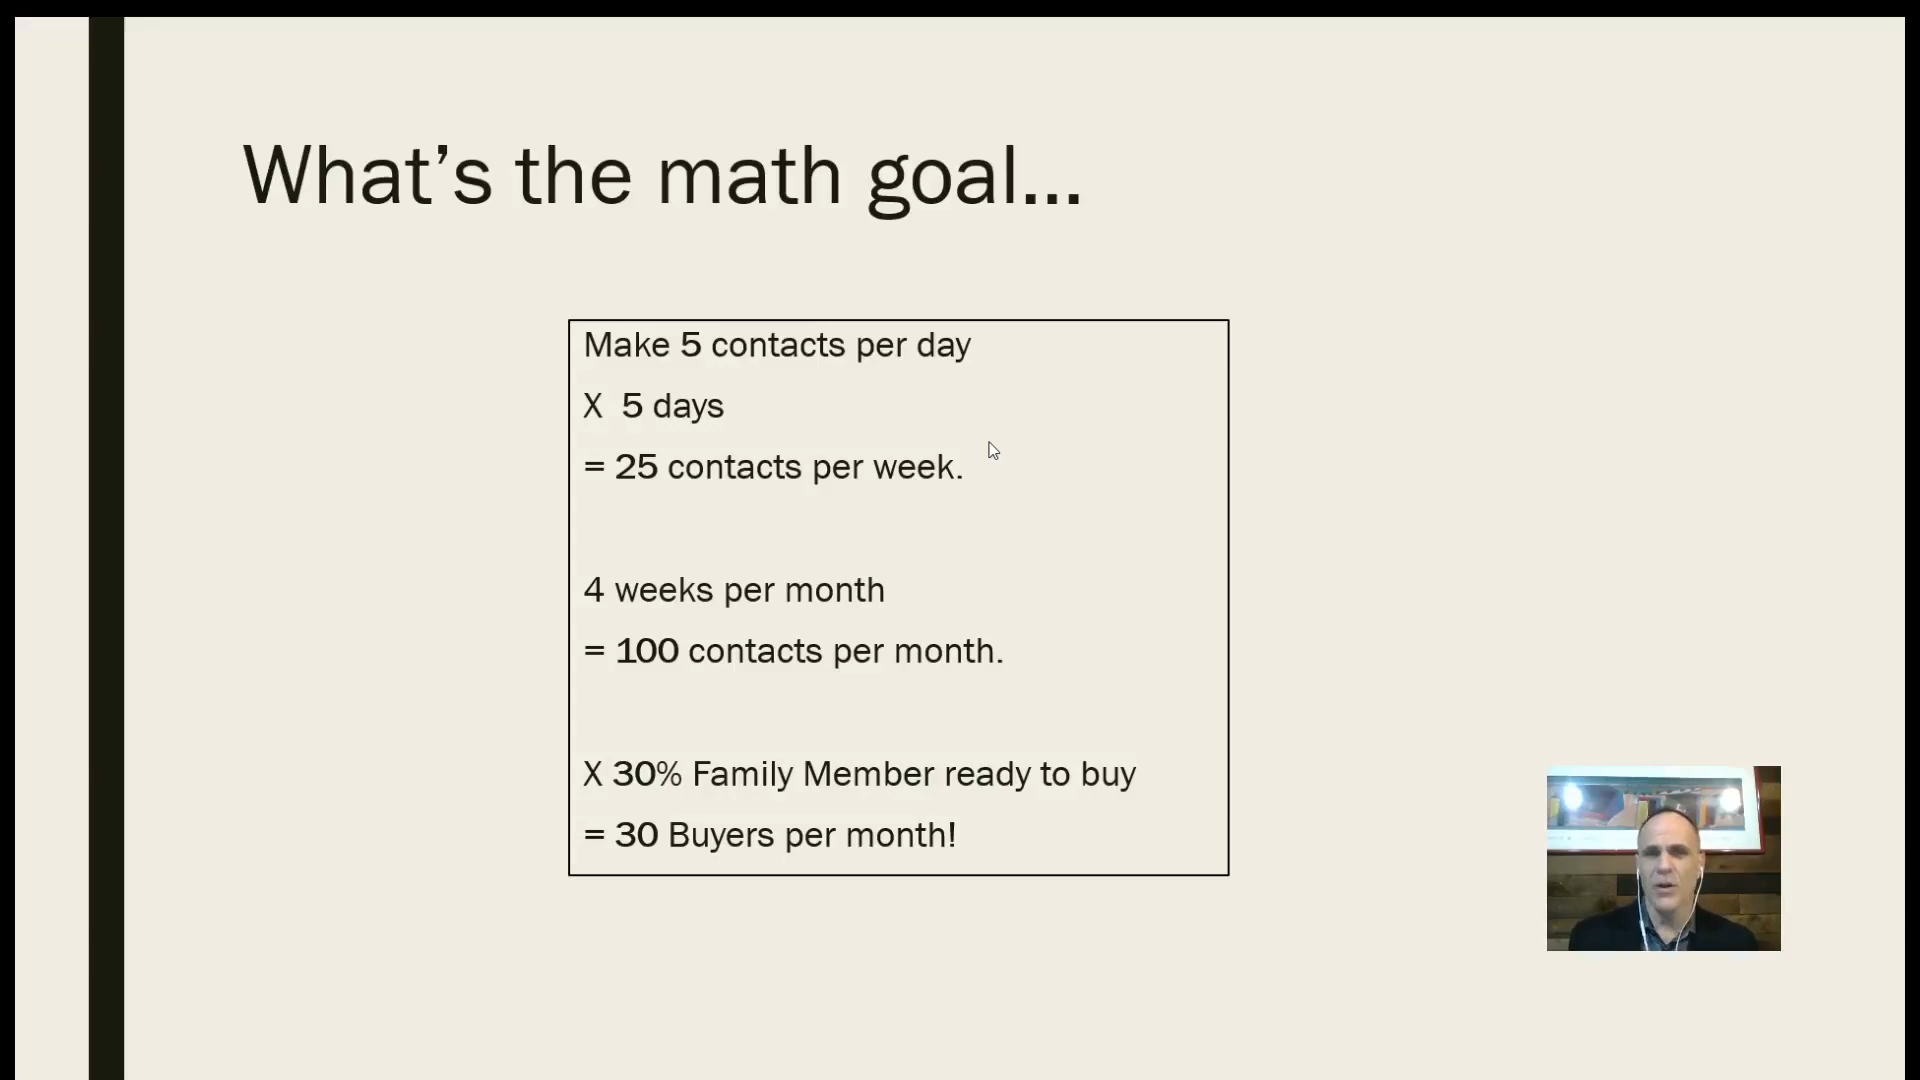 What’s the math goal...
Make 5 contacts per day
X 5 days
= 25 contacts per week.
4 weeks per month
= 100 contacts per month.
X 30% Family Member ready to buy
= 30 Buyers per month!